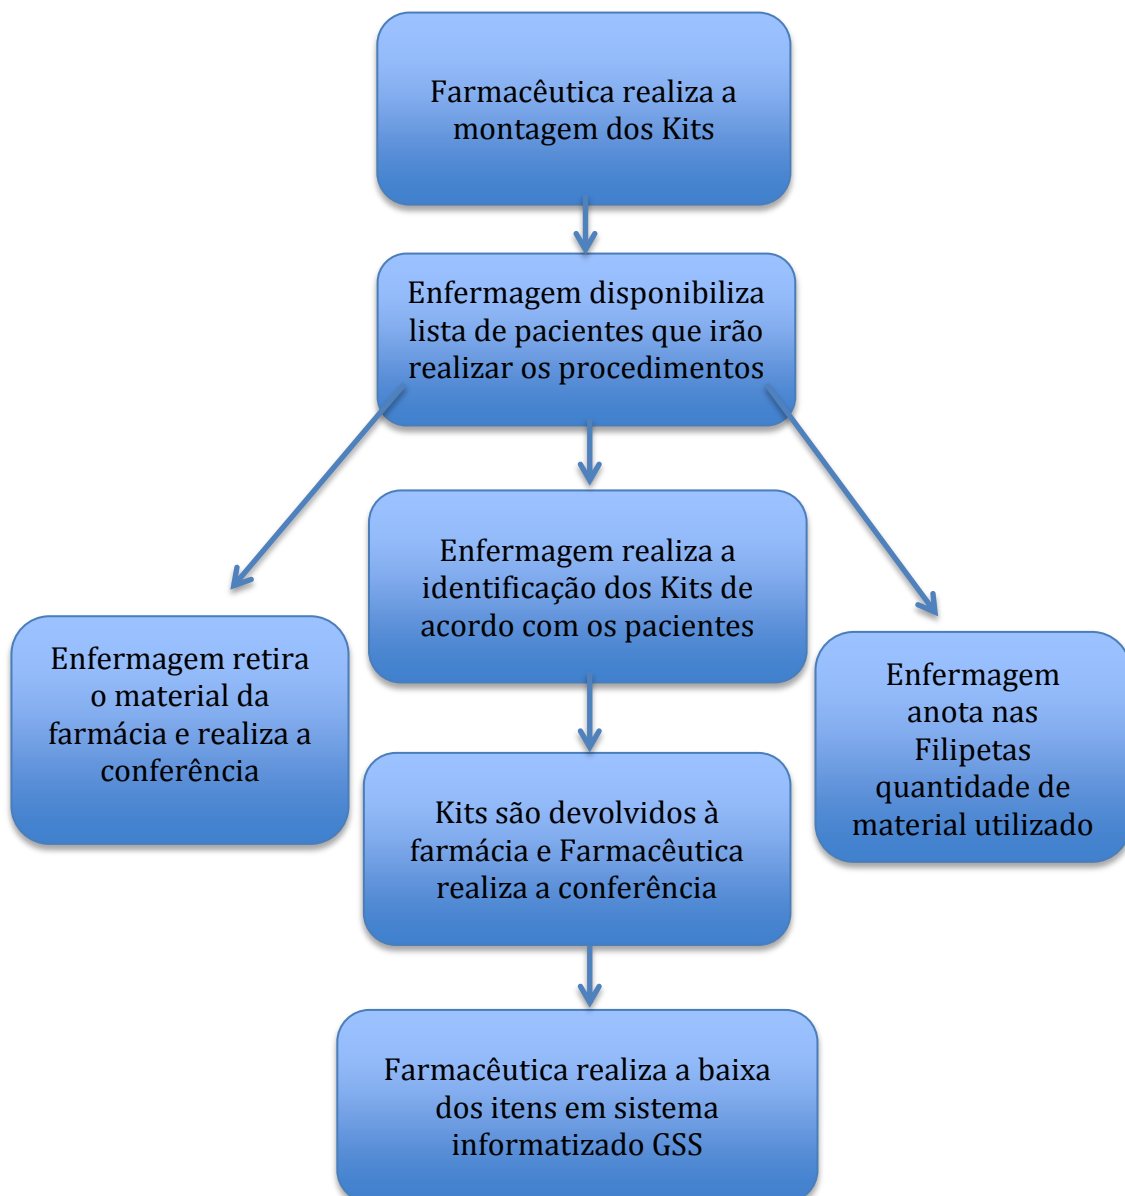 Farmacêutica realiza a
montagem dos Kits
Enfermagem disponibiliza
lista de pacientes que irão
realizar os procedimentos
Enfermagem realiza a
identificação dos Kits de
acordo com os pacientes
Enfermagem retira
o material da
farmácia e realiza a
conferência
Enfermagem
anota nas
Filipetas
quantidade de
material utilizado
Kits são devolvidos à
farmácia e Farmacêutica
realiza a conferência
Farmacêutica realiza a baixa
dos itens em sistema
informatizado GSS